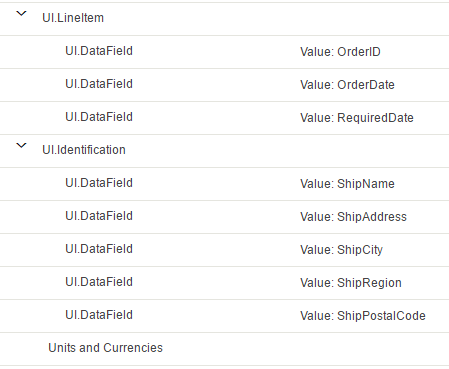 UI.LineItem
UI.DataField Value: OrderID
UI.DataField Value: OrderDate
UI.DataField Value: RequiredDate
UI.Identification
UI.DataField Value: ShipName
UI.DataField Value: ShipAddress
UI.DataField Value: ShipCity
UI.DataField Value: ShipRegion
UI.DataField Value: ShipPostalCode
Units and Currencies